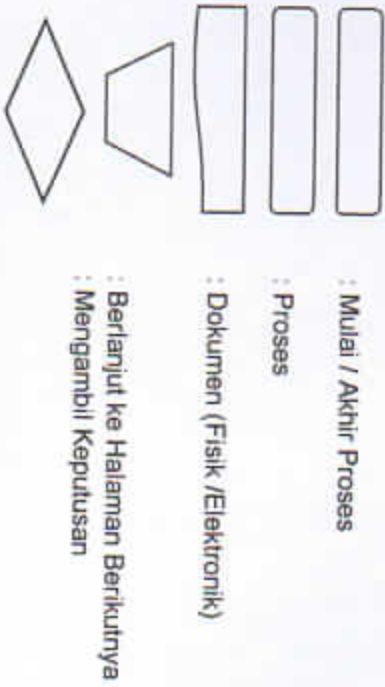 : Mulai / Akhir Proses
: Proses
: Dokumen (Fisik /Elektronik)
: Berlanjut ke Halaman Berikutnya
: Mengambil Keputusan